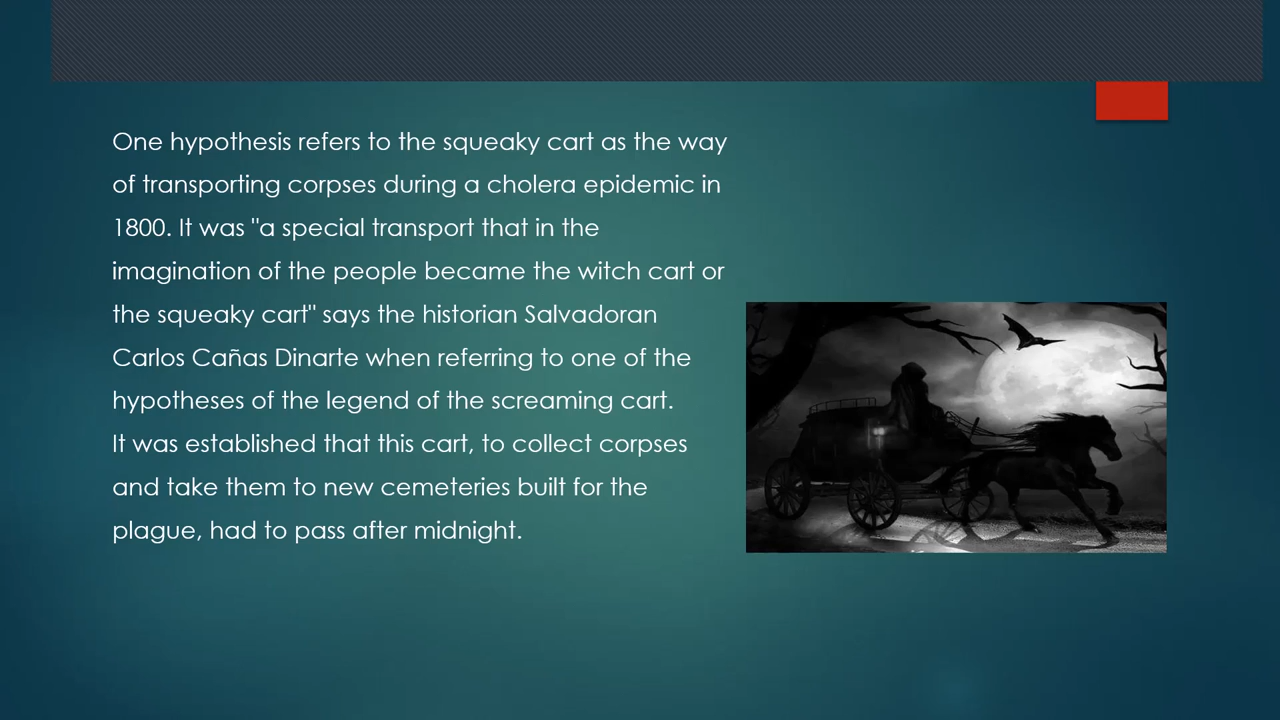 One hypothesis refers to the squeaky cart as the way
of transporting corpses during a cholera epidemic in
1800. It was "a special transport that in the
imagination of the people became the witch cart or
the squeaky cart" says the historian Salvadoran
Carlos Cañas Dinarte when referring to one of the
hypotheses of the legend of the screaming cart.
It was established that this cart, to collect corpses
and take them to new cemeteries built for the
plague, had to pass after midnight.